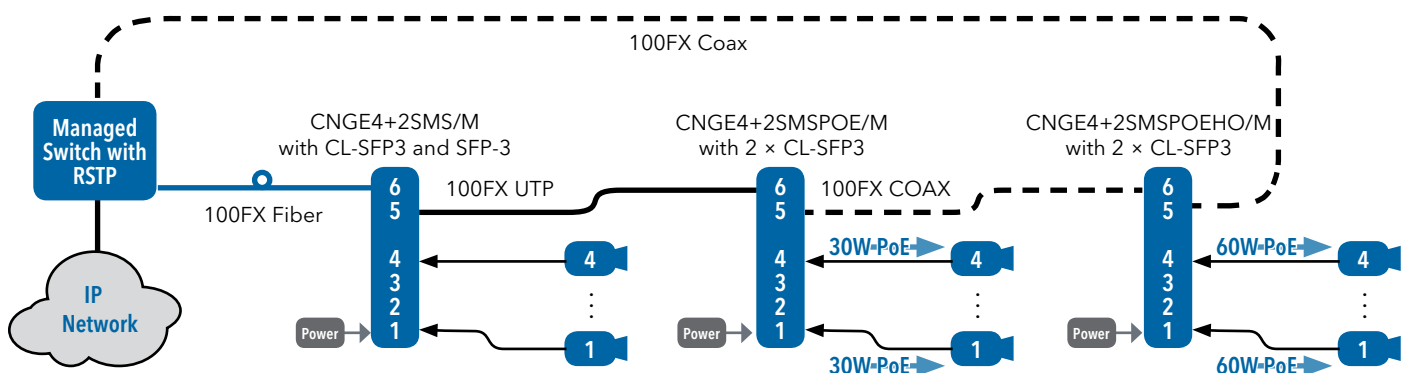 100FX Coax
Managed
Switch with
RSTP
100FX Fiber
IP
Network
CNGE4+2SMS/M
with CL-SFP3 and SFP-3
6
5
4
3
2
1
Power
100FX UTP
4
1
CNGE4+2SMSPOE/M
with 2 × CL-SFP3
6
5
4
3
2
1
Power
100FX COAX
30W PoE
4
1
30W PoE
CNGE4+2SMSPOEHO/M
with 2 × CL-SFP3
6
5
4
3
2
1
Power
60W PoE
4
1
60W PoE